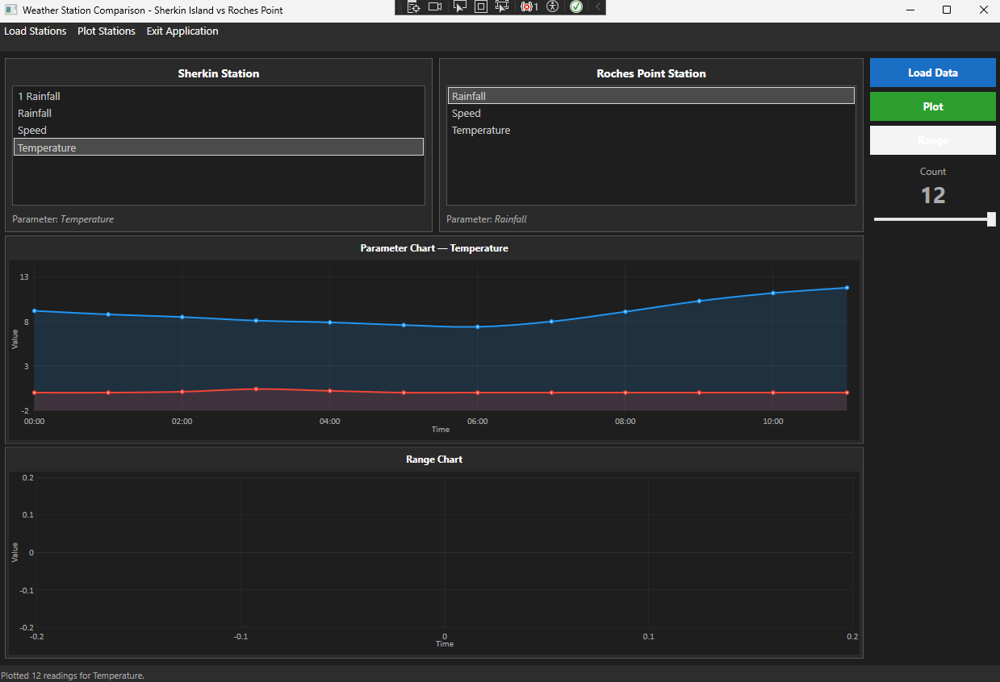 Weather Station Comparison - Sherkin Island vs Roches Point
1
Load Stations Plot Stations Exit Application
Sherkin Station
1 Rainfall
Rainfall
Speed
Temperature
Parameter: Temperature
Roches Point Station
Rainfall
Speed
Temperature
Parameter: Rainfall
Load Data
Plot
Range
Count
12
Parameter Chart — Temperature
13
8
3
-2
Value
00:00 02:00 04:00 06:00 08:00 10:00
Time
Range Chart
0.2
0.1
0
-0.1
-0.2
Value
-0.2 -0.1 0 0.1 0.2
Time
Plotted 12 readings for Temperature.